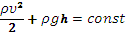 ρv²/2 + ρgh = const